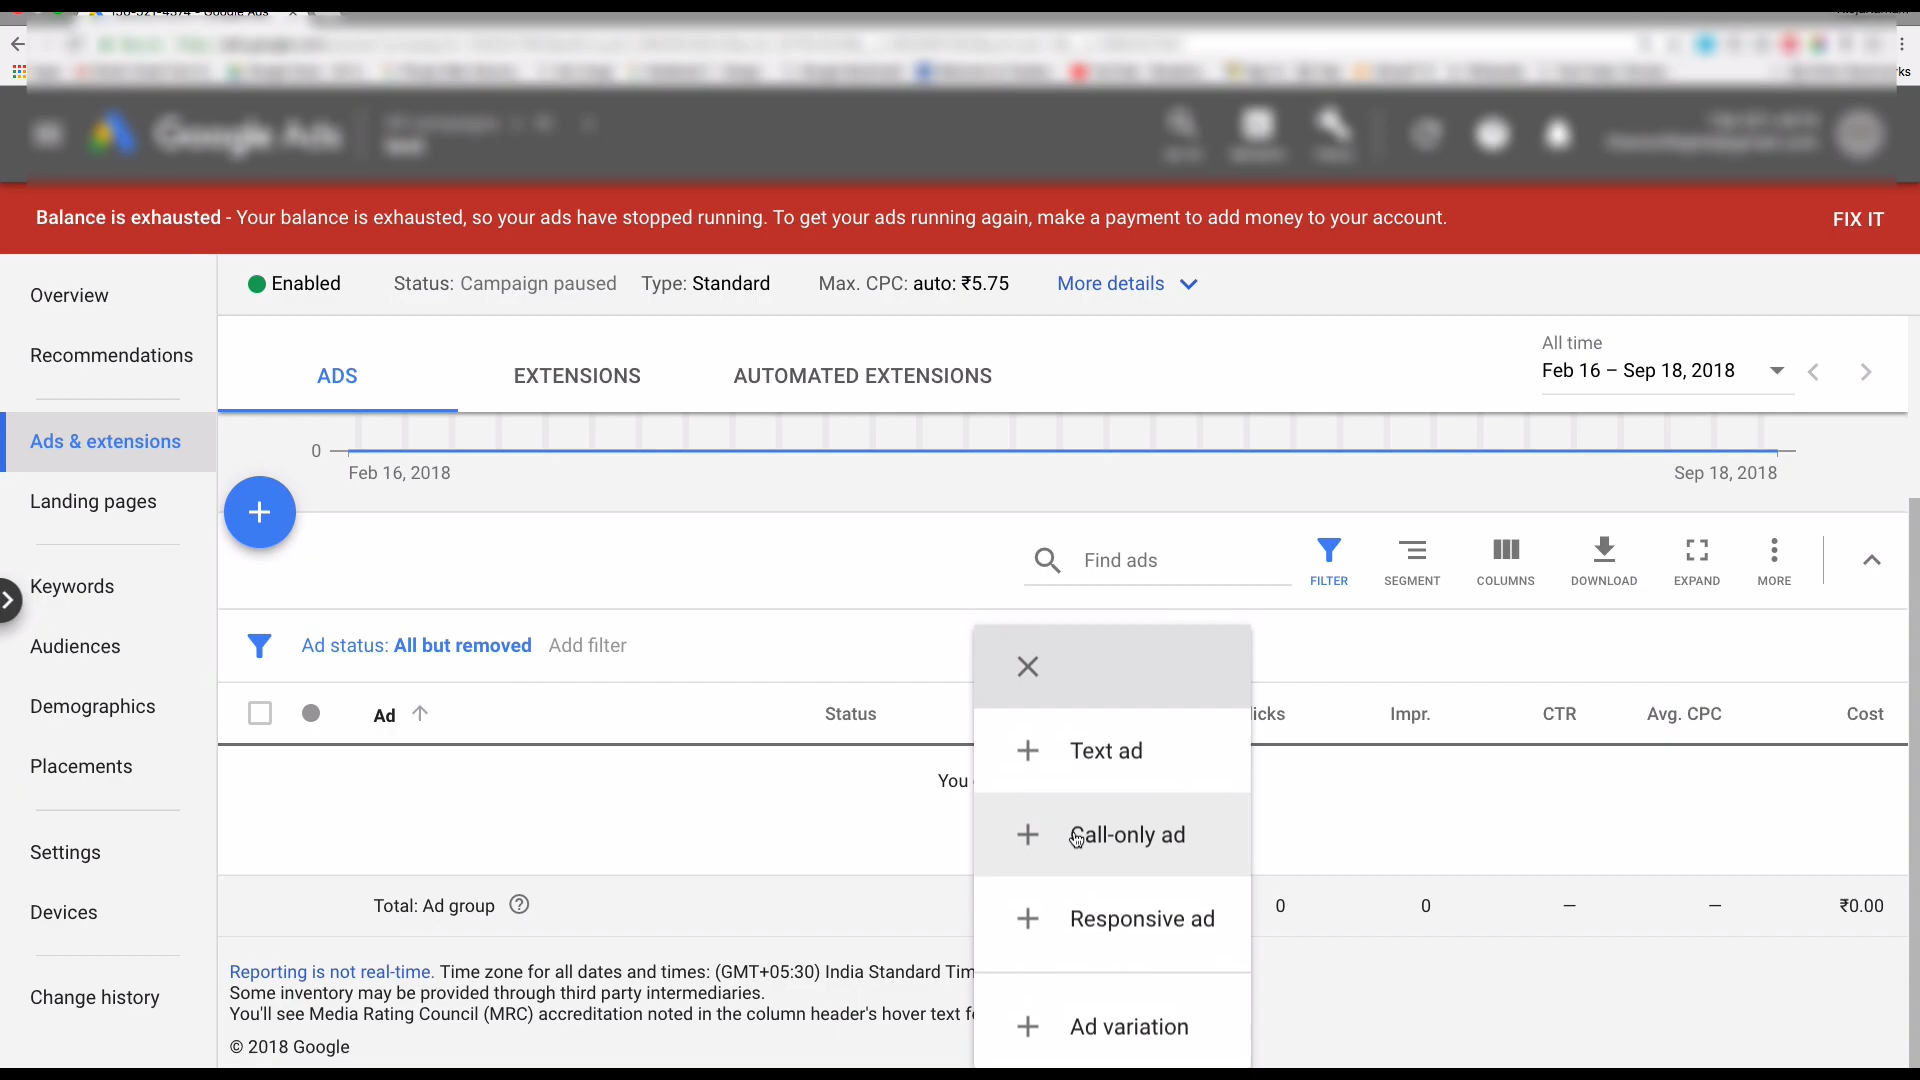 Balance is exhausted - Your balance is exhausted, so your ads have stopped running. To get your ads running again, make a payment to add money to your account.
FIX IT
Overview
Recommendations
Ads & extensions
Landing pages
Keywords
Audiences
Demographics
Placements
Settings
Devices
Change history
Enabled Status: Campaign paused Type: Standard Max. CPC: auto: ₹5.75 More details
ADS EXTENSIONS AUTOMATED EXTENSIONS
All time
Feb 16 – Sep 18, 2018
0
Feb 16, 2018 Sep 18, 2018
Find ads
FILTER SEGMENT COLUMNS DOWNLOAD EXPAND MORE
Ad status: All but removed Add filter
Ad Status icks Impr. CTR Avg. CPC Cost
You
Text ad
Call-only ad
Responsive ad
Ad variation
Total: Ad group 0 0 – – ₹0.00
Reporting is not real-time. Time zone for all dates and times: (GMT+05:30) India Standard Tim
Some inventory may be provided through third party intermediaries.
You'll see Media Rating Council (MRC) accreditation noted in the column header's hover text f
© 2018 Google